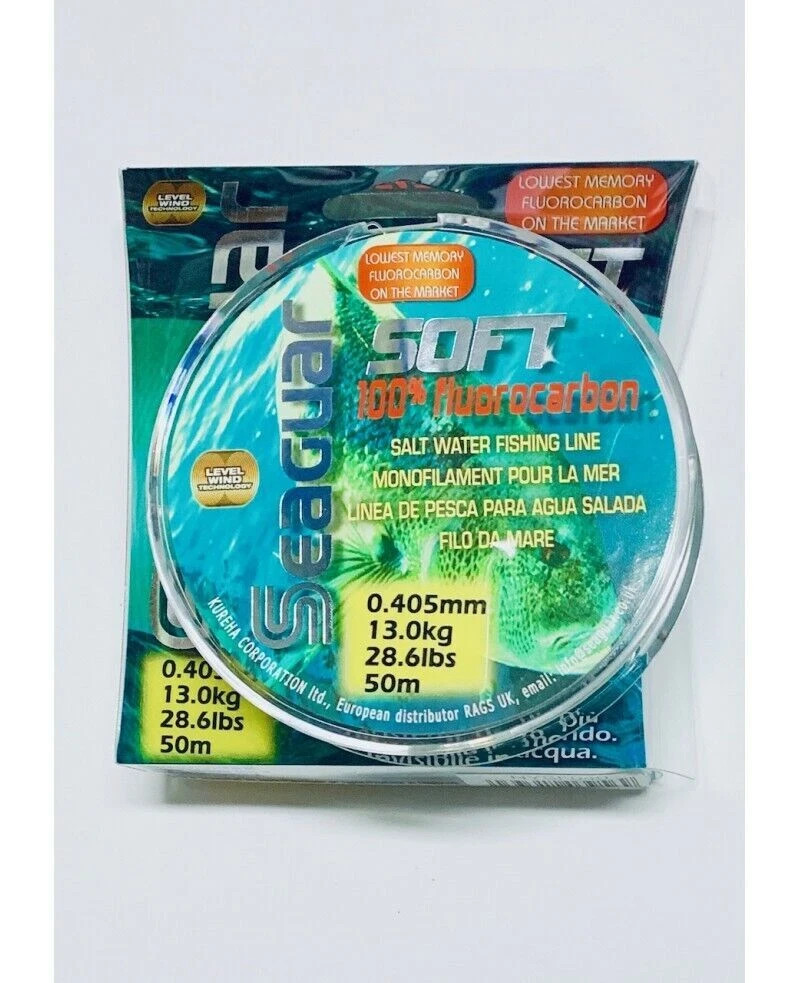 LEVEL
WIND
TECHNOLOGY
LOWEST MEMORY
FLUOROCARBON
ON THE MARKET
LOWEST MEMORY
FLUOROCARBON
ON THE MARKET
SOFT
100% fluorocarbon
Seaguar
LEVEL
WIND
TECHNOLOGY
SALT WATER FISHING LINE
MONOFILAMENT POUR LA MER
LINEA DE PESCA PARA AGUA SALADA
FILO DA MARE
0.405mm
13.0kg
28.6lbs
50m
KUREHA CORPORATION ltd., European distributor RAGS UK, email:
0.405
13.0kg
28.6lbs
50m
acqua.